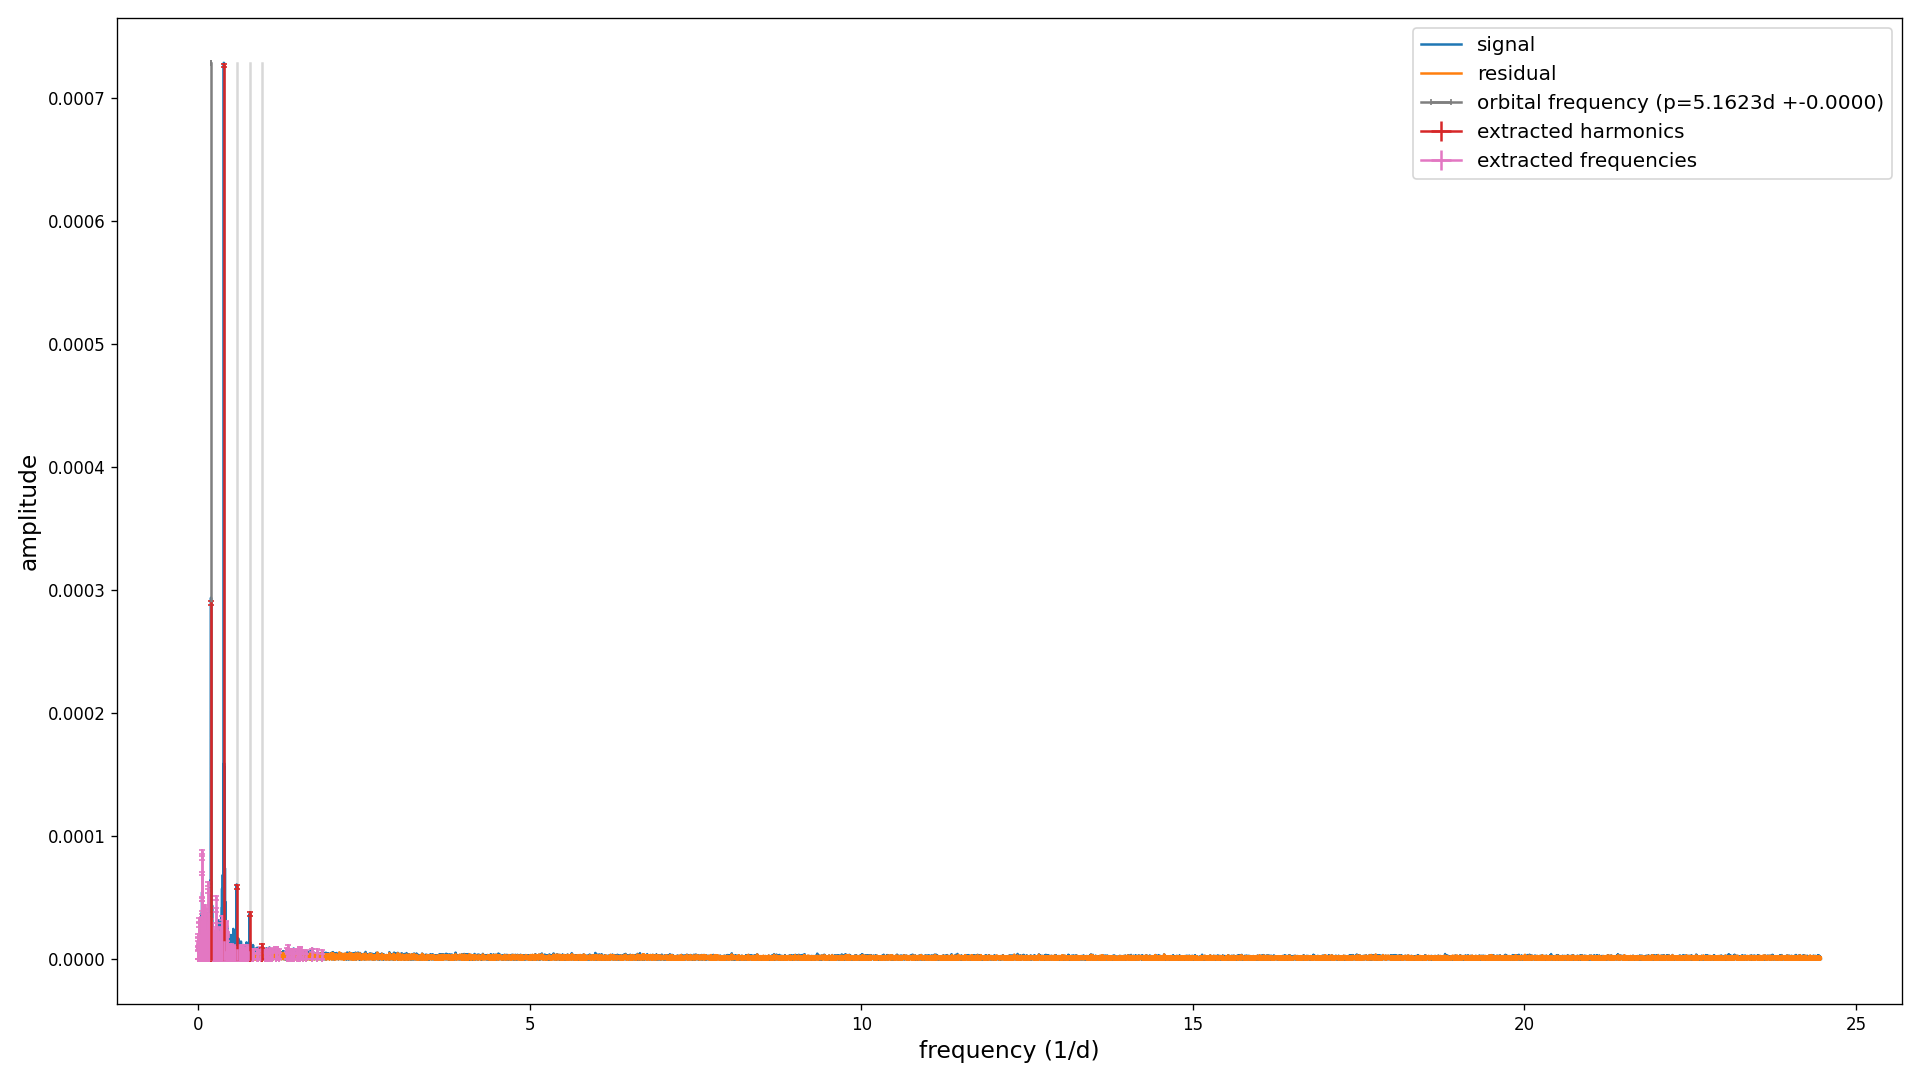 signal
residual
orbital frequency (p=5.1623d +-0.0000)
extracted harmonics
extracted frequencies
amplitude
0.0007
0.0006
0.0005
0.0004
0.0003
0.0002
0.0001
0.0000
0 5 10 15 20 25
frequency (1/d)